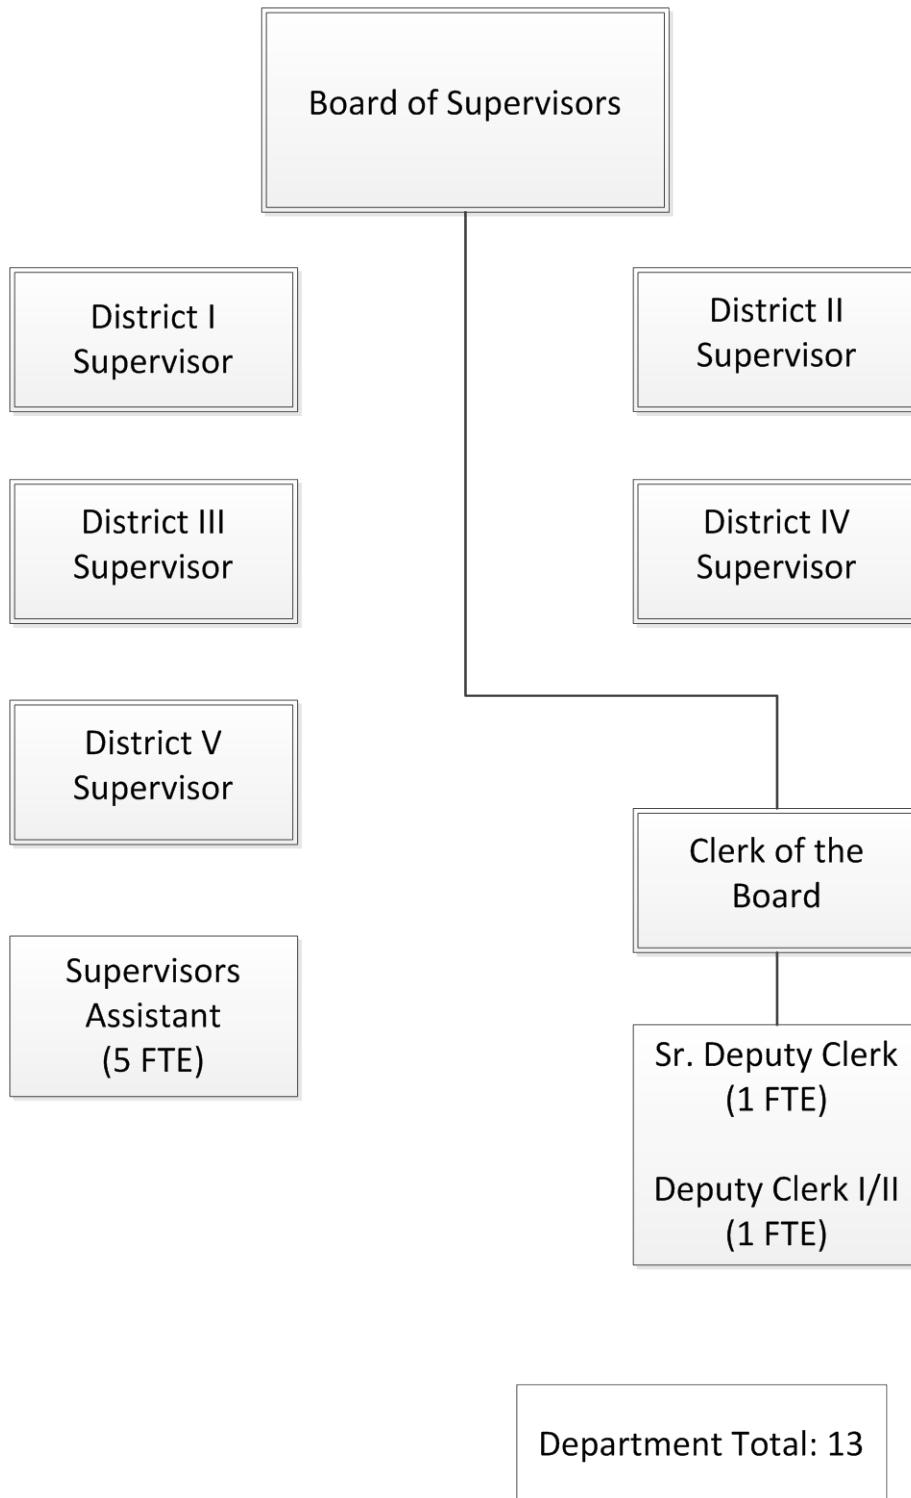 Board of Supervisors
District I
Supervisor
District II
Supervisor
District III
Supervisor
District IV
Supervisor
District V
Supervisor
Clerk of the
Board
Supervisors
Assistant
(5 FTE)
Sr. Deputy Clerk
(1 FTE)
Deputy Clerk I/II
(1 FTE)
Department Total: 13